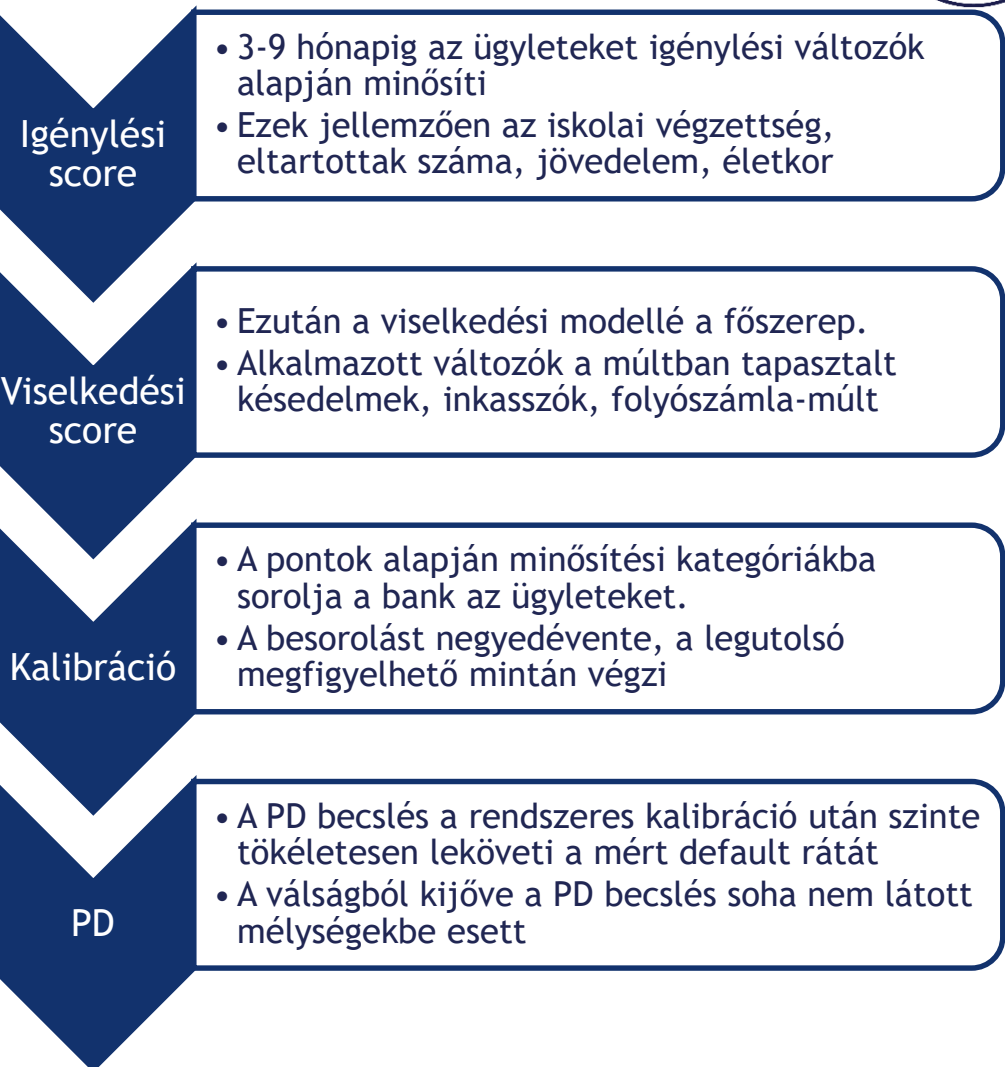 Igénylési
score
• 3-9 hónapig az ügyleteket igénylési változók
alapján minősíti
• Ezek jellemzően az iskolai végzettség,
eltartottak száma, jövedelem, életkor
Viselkedési
score
• Ezután a viselkedési modellé a főszerep.
• Alkalmazott változók a múltban tapasztalt
késedelmek, inkasszók, folyószámla-múlt
Kalibráció
• A pontok alapján minősítési kategóriákba
sorolja a bank az ügyleteket.
• A besorolást negyedévente, a legutolsó
megfigyelhető mintán végzi
PD
• A PD becslés a rendszeres kalibráció után szinte
tökéletesen leköveti a mért default rátát
• A válságból kijőve a PD becslés soha nem látott
mélységekbe esett